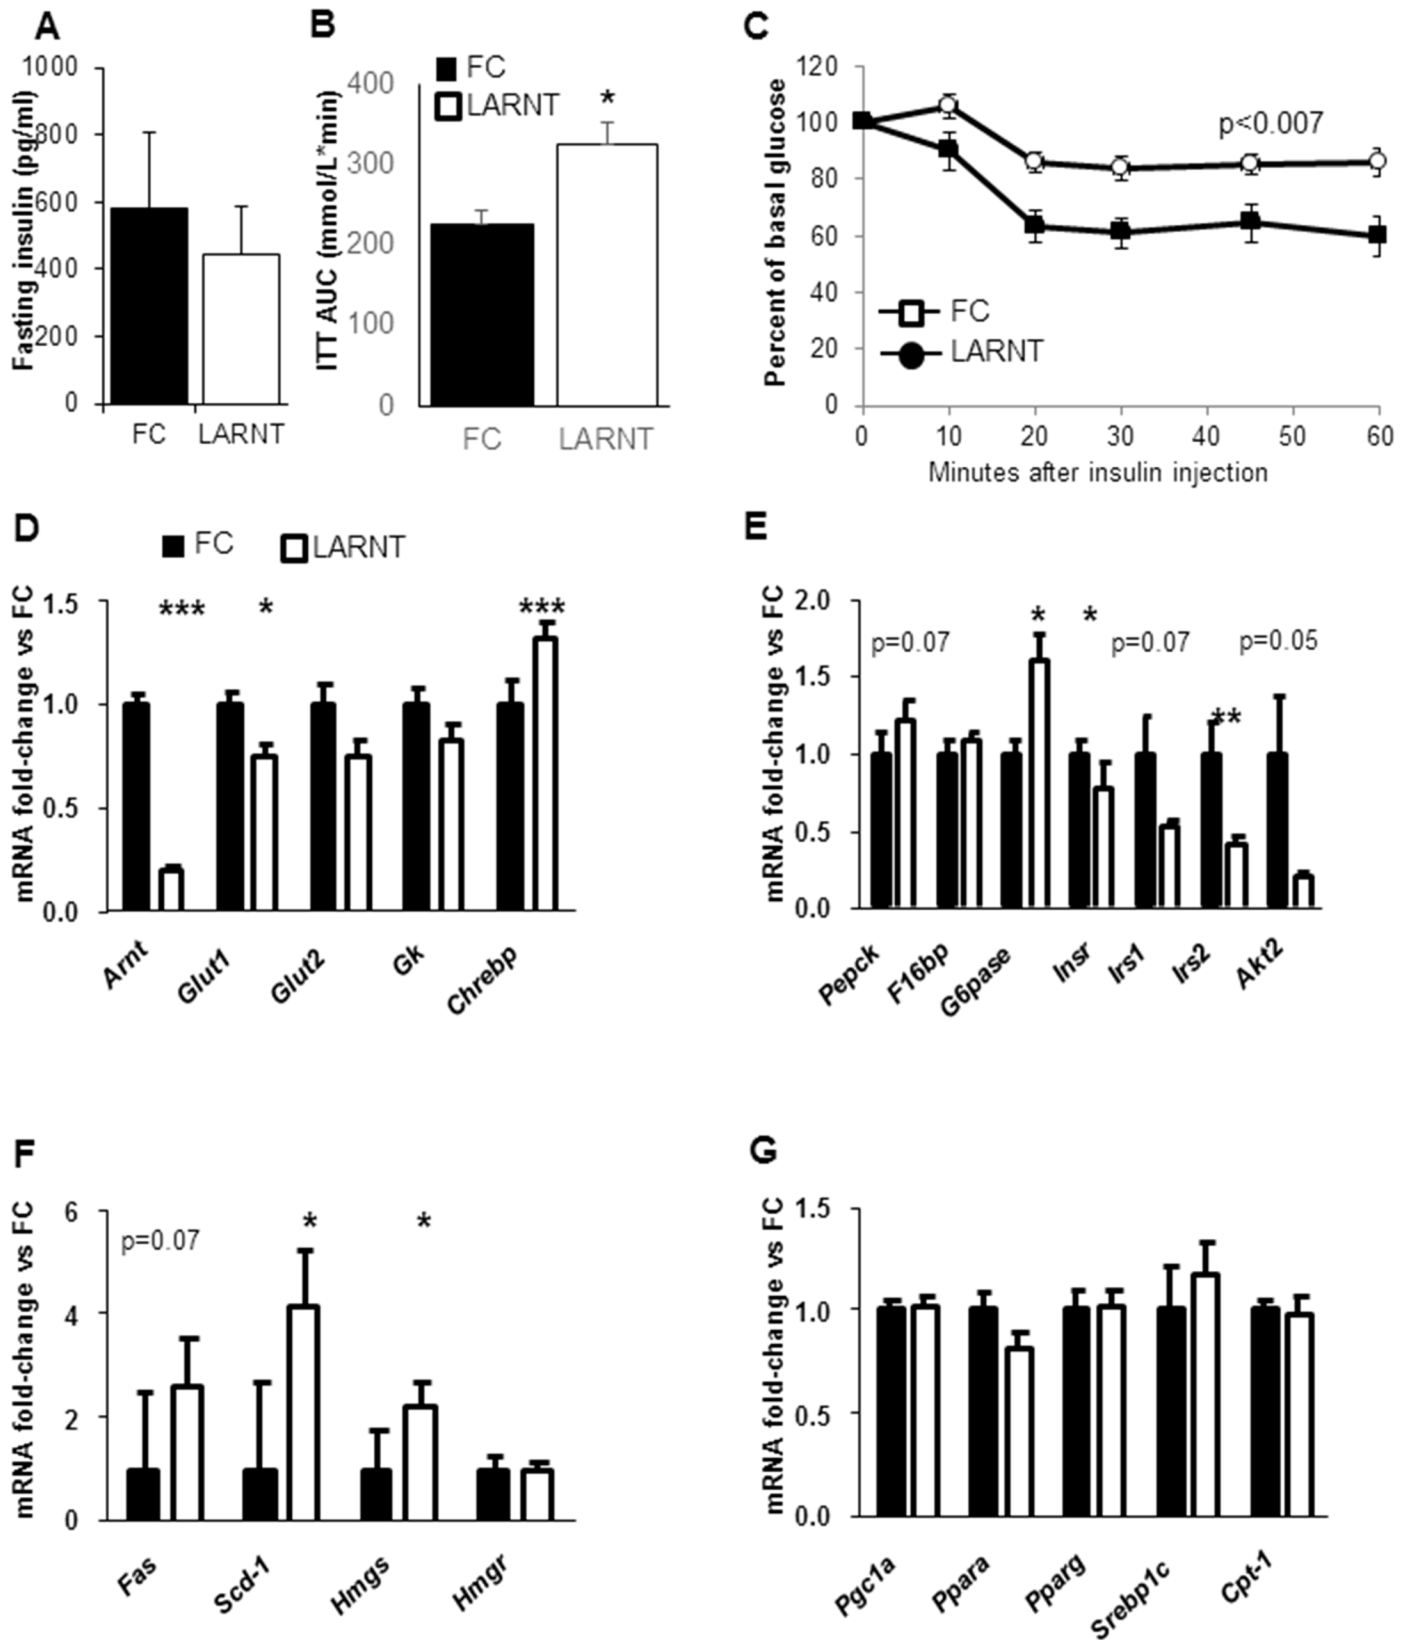 A
Fasting insulin (pg/ml)
1000
800
600
400
200
0
FC LARNT
B
FC
LARNT
ITT AUC (mmol/L*min)
400
300
200
100
0
*
FC LARNT
C
Percent of basal glucose
120
100
80
60
40
20
0
p<0.007
FC
LARNT
0 10 20 30 40 50 60
Minutes after insulin injection
D
FC LARNT
mRNA fold-change vs FC
1.5
1.0
0.5
0.0
*** * ***
Arnt Glut1 Glut2 Gk Chrebp
E
mRNA fold-change vs FC
2.0
1.5
1.0
0.5
0.0
* *
p=0.07 p=0.07 p=0.05
**
Pepck F16bp G6pase Insr Irs1 Irs2 Akt2
F
mRNA fold-change vs FC
6
4
2
0
* *
p=0.07
Fas Scd-1 Hmgs Hmgr
G
mRNA fold-change vs FC
1.5
1.0
0.5
0.0
Pgc1a Ppara Pparg Srebp1c Cpt-1